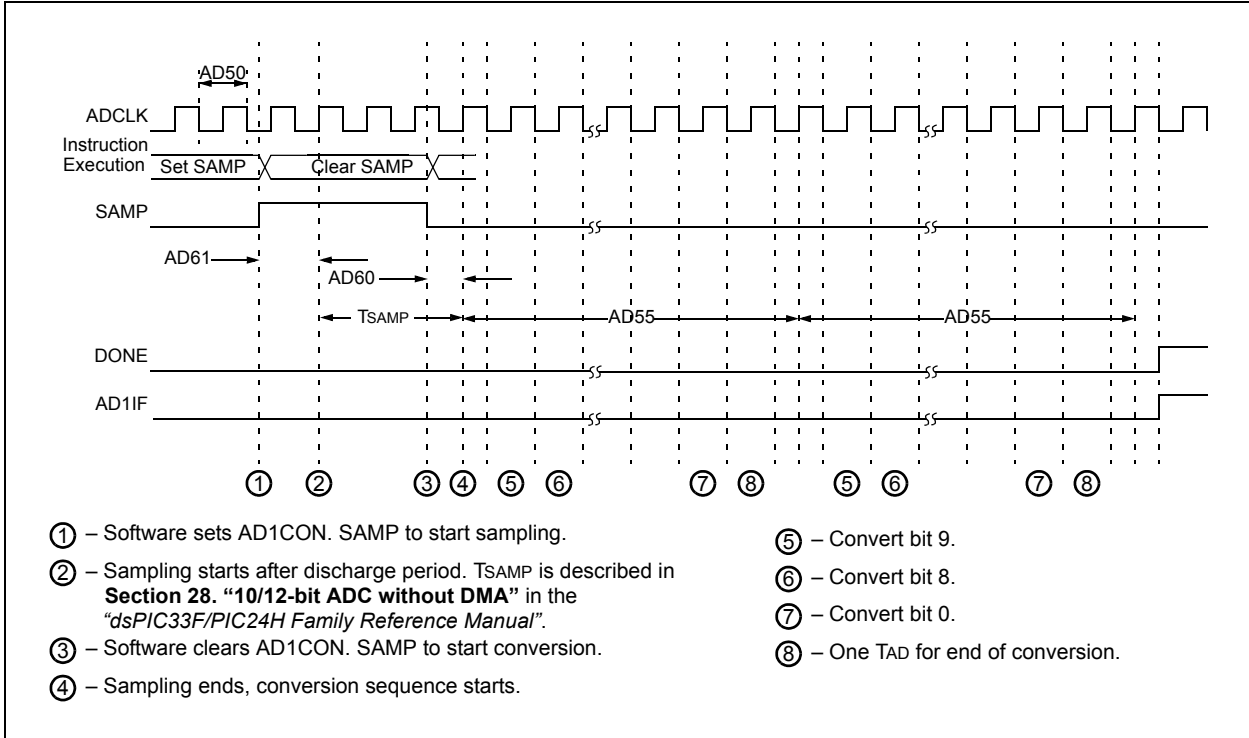 AD50
ADCLK
Instruction
Execution
Set SAMP
Clear SAMP
SAMP
AD61
AD60
TSAMP
AD55
AD55
DONE
AD1IF
1 2 3 4 5 6 7 8 5 6 7 8
1 – Software sets AD1CON. SAMP to start sampling.
2 – Sampling starts after discharge period. TSAMP is described in
Section 28. “10/12-bit ADC without DMA” in the
“dsPIC33F/PIC24H Family Reference Manual”.
3 – Software clears AD1CON. SAMP to start conversion.
4 – Sampling ends, conversion sequence starts.
5 – Convert bit 9.
6 – Convert bit 8.
7 – Convert bit 0.
8 – One TAD for end of conversion.